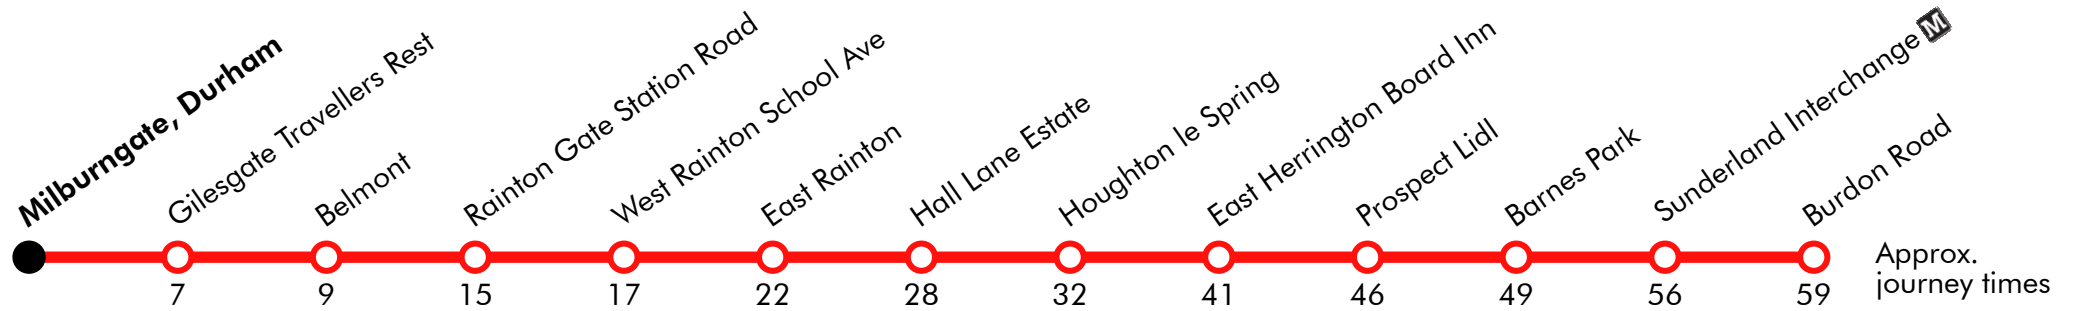 Milburngate, Durham
Gilesgate Travellers Rest
Belmont
Rainton Gate Station Road
West Rainton School Ave
East Rainton
Hall Lane Estate
Houghton le Spring
East Herrington Board Inn
Prospect Lidl
Barnes Park
Sunderland Interchange M
Burdon Road
7
9
15
17
22
28
32
41
46
49
56
59
Approx.
journey times